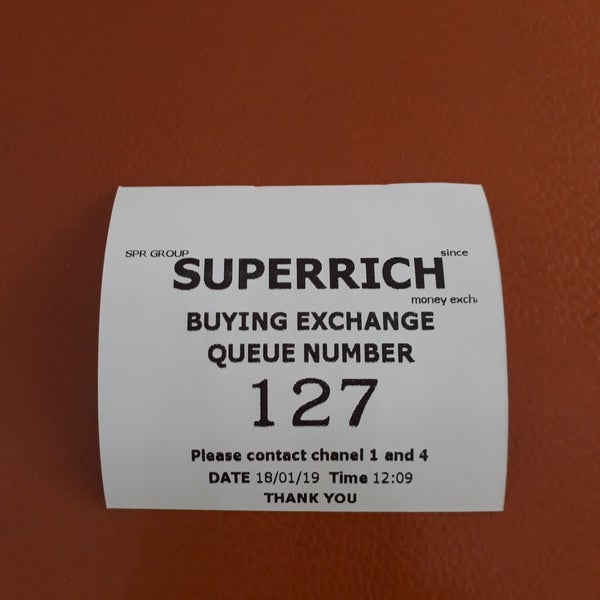 SPR GROUP since
SUPERRICH
money exch
BUYING EXCHANGE
QUEUE NUMBER
127
Please contact chanel 1 and 4
DATE 18/01/19 Time 12:09
THANK YOU